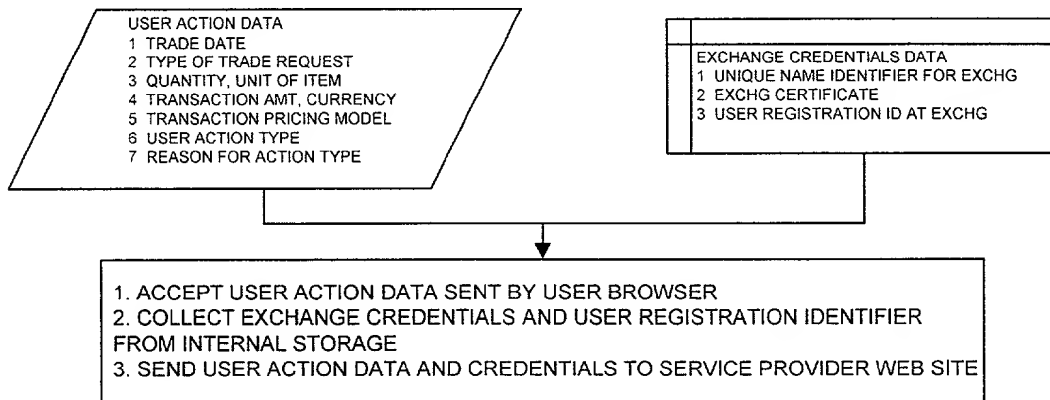 USER ACTION DATA
1 TRADE DATE
2 TYPE OF TRADE REQUEST
3 QUANTITY, UNIT OF ITEM
4 TRANSACTION AMT, CURRENCY
5 TRANSACTION PRICING MODEL
6 USER ACTION TYPE
7 REASON FOR ACTION TYPE
EXCHANGE CREDENTIALS DATA
1 UNIQUE NAME IDENTIFIER FOR EXCHG
2 EXCHG CERTIFICATE
3 USER REGISTRATION ID AT EXCHG
1. ACCEPT USER ACTION DATA SENT BY USER BROWSER
2. COLLECT EXCHANGE CREDENTIALS AND USER REGISTRATION IDENTIFIER
FROM INTERNAL STORAGE
3. SEND USER ACTION DATA AND CREDENTIALS TO SERVICE PROVIDER WEB SITE